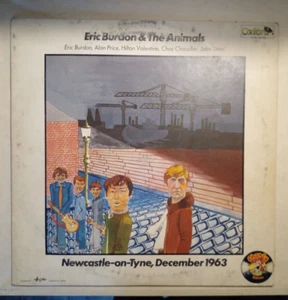 Eric Burdon & The Animals
Eric Burdon, Alan Price, Hilton Valentine, Chas Chandler, John Steel
Newcastle-on-Tyne, December 1963